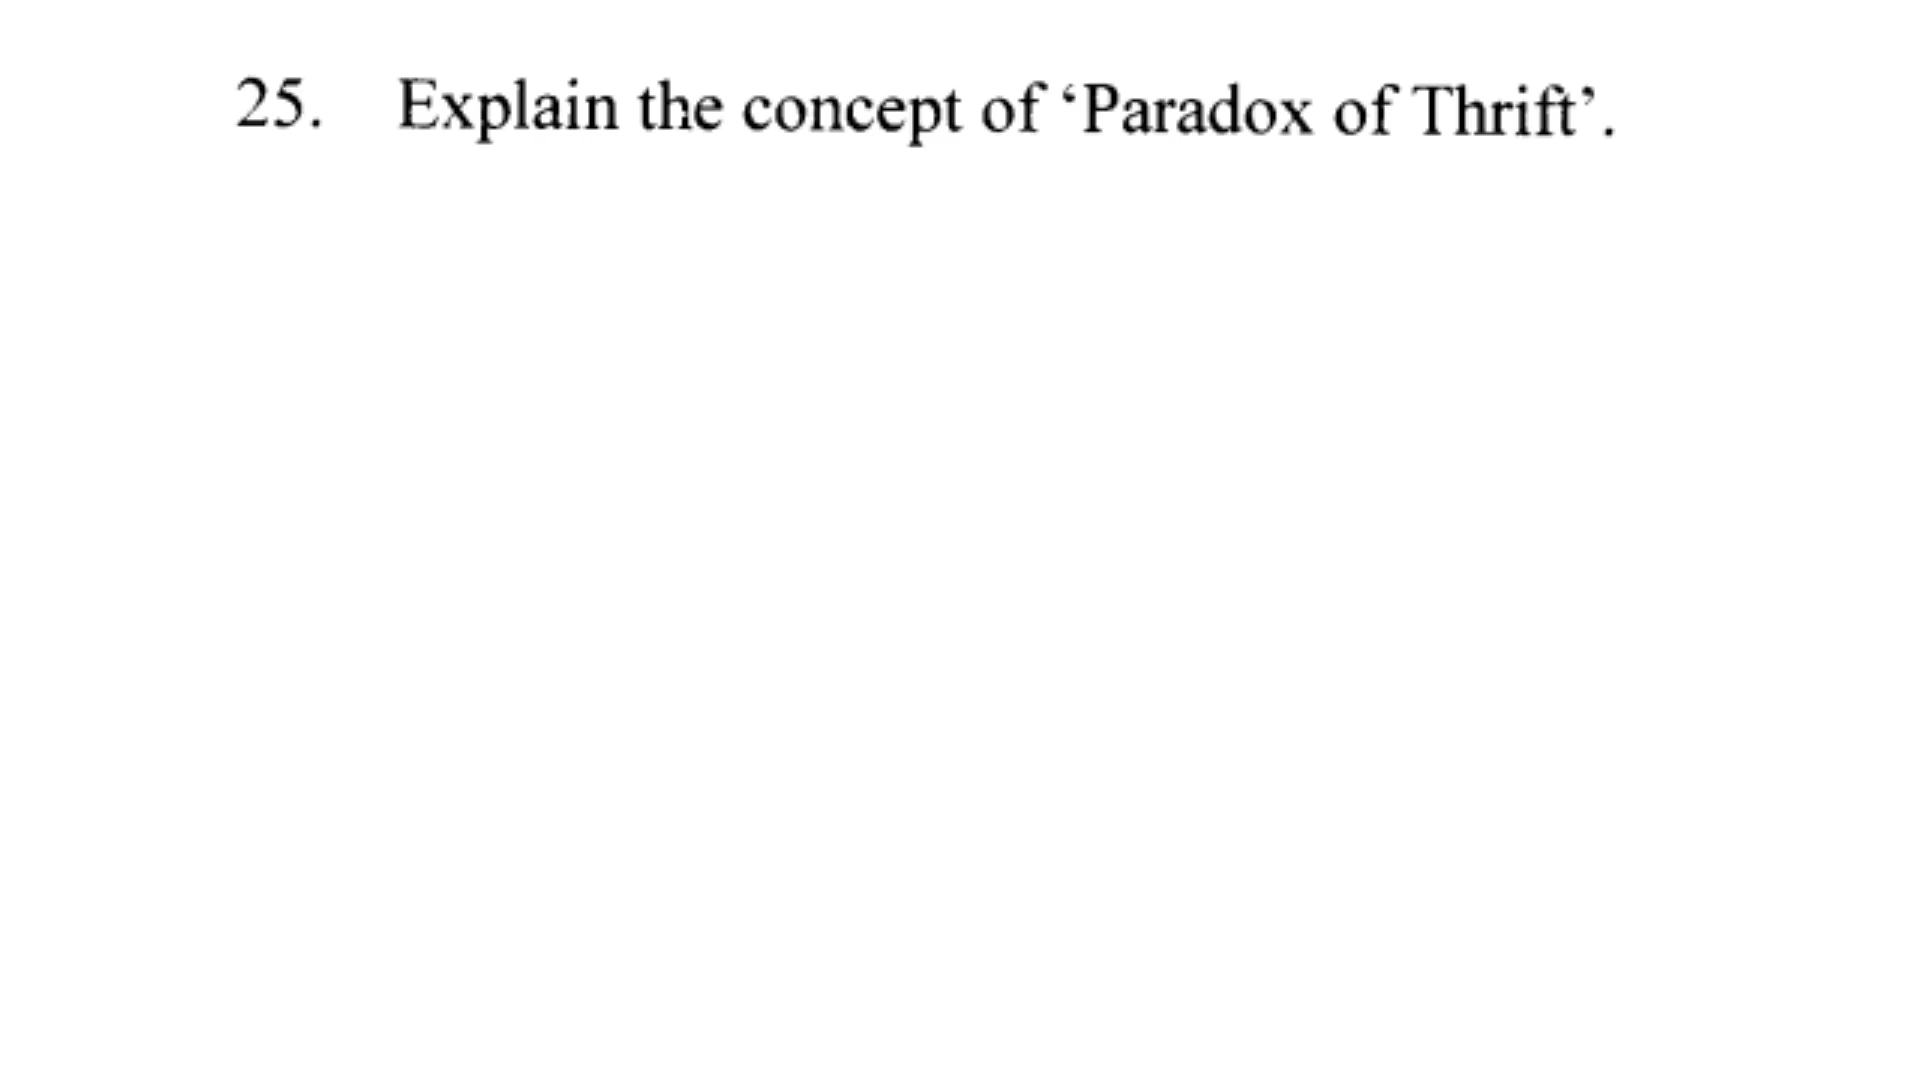 25. Explain the concept of ‘Paradox of Thrift’.